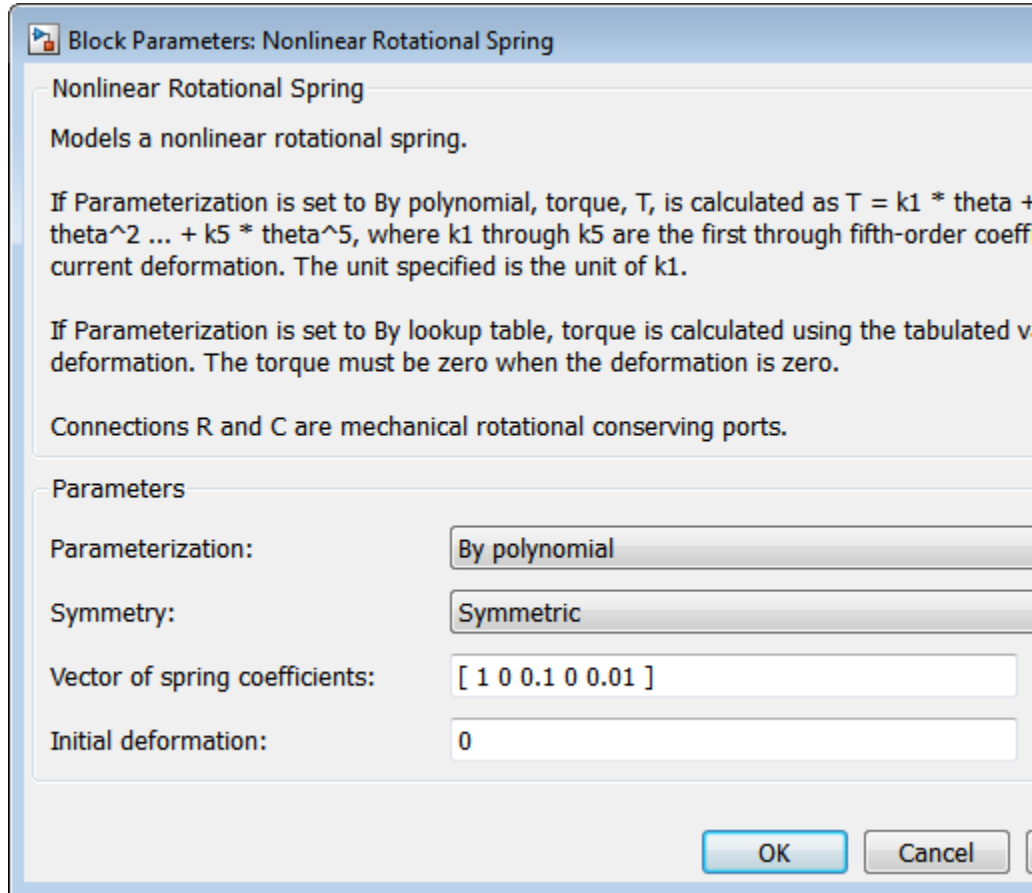 Block Parameters: Nonlinear Rotational Spring
Nonlinear Rotational Spring
Models a nonlinear rotational spring.
If Parameterization is set to By polynomial, torque, T, is calculated as T = k1 * theta +
theta^2 ... + k5 * theta^5, where k1 through k5 are the first through fifth-order
current deformation. The unit specified is the unit of k1.
If Parameterization is set to By lookup table, torque is calculated using the tabulated
deformation. The torque must be zero when the deformation is zero.
Connections R and C are mechanical rotational conserving ports.
Parameters
Parameterization: By polynomial
Symmetry: Symmetric
Vector of spring coefficients: [ 1 0 0.1 0 0.01 ]
Initial deformation: 0
OK Cancel